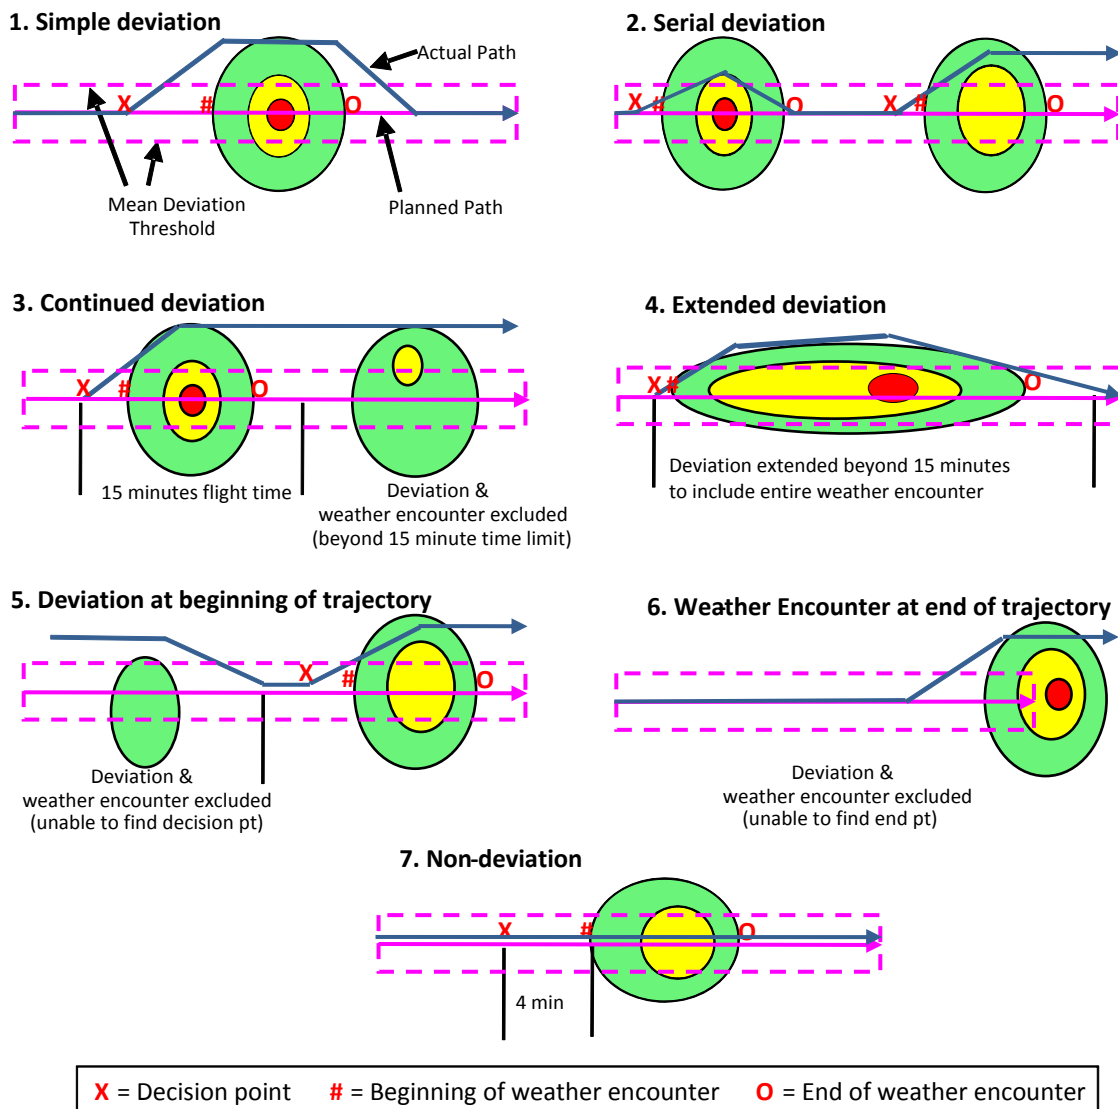 1. Simple deviation
Actual Path
X
#
O
Mean Deviation
Threshold
Planned Path
2. Serial deviation
X
#
O
X
#
O
3. Continued deviation
X
#
O
15 minutes flight time
Deviation &
weather encounter excluded
(beyond 15 minute time limit)
4. Extended deviation
X
#
O
Deviation extended beyond 15 minutes
to include entire weather encounter
5. Deviation at beginning of trajectory
X
#
O
Deviation &
weather encounter excluded
(unable to find decision pt)
6. Weather Encounter at end of trajectory
Deviation &
weather encounter excluded
(unable to find end pt)
7. Non-deviation
X
#
O
4 min
X = Decision point # = Beginning of weather encounter O = End of weather encounter